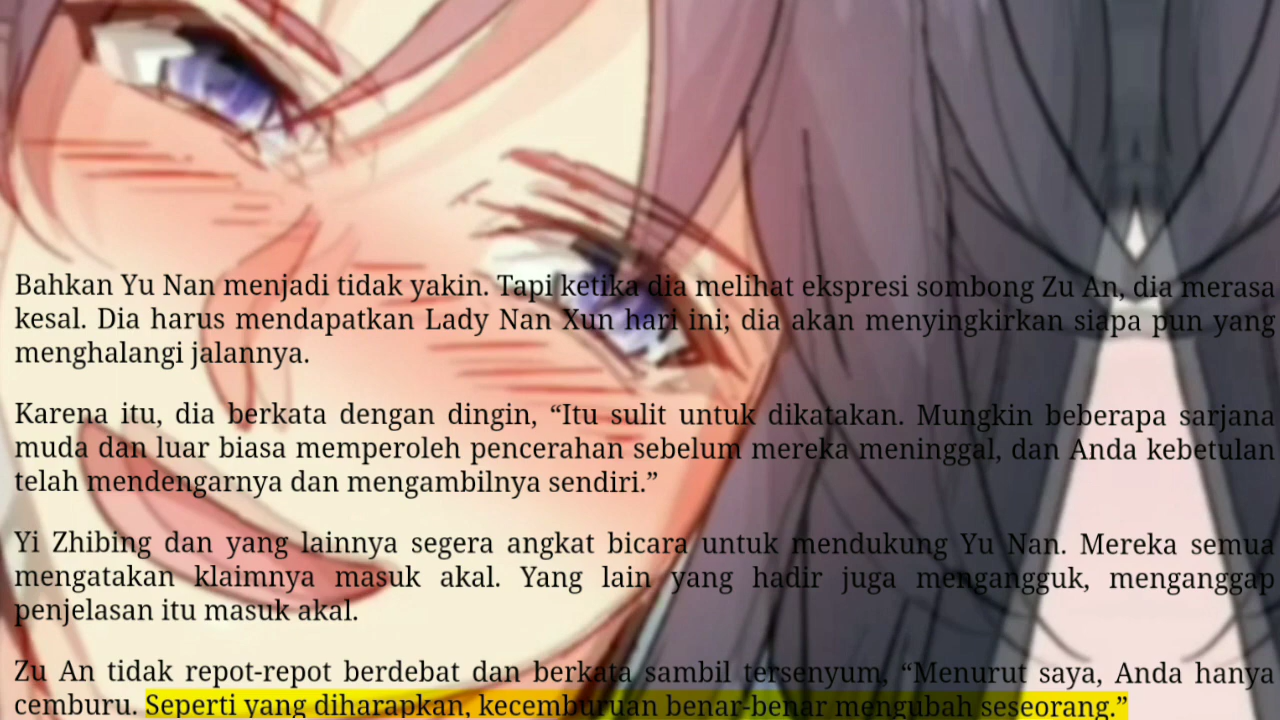 Bahkan Yu Nan menjadi tidak yakin. Tapi ketika dia melihat ekspresi sombong Zu An, dia merasa
kesal. Dia harus mendapatkan Lady Nan Xun hari ini; dia akan menyingkirkan siapa pun yang
menghalangi jalannya.
Karena itu, dia berkata dengan dingin, “Itu sulit untuk dikatakan. Mungkin beberapa sarjana
muda dan luar biasa memperoleh pencerahan sebelum mereka meninggal, dan Anda kebetulan
telah mendengarnya dan mengambilnya sendiri.”
Yi Zhibing dan yang lainnya segera angkat bicara untuk mendukung Yu Nan. Mereka semua
mengatakan klaimnya masuk akal. Yang lain yang hadir juga mengangguk, menganggap
penjelasan itu masuk akal.
Zu An tidak repot-repot berdebat dan berkata sambil tersenyum, “Menurut saya, Anda hanya
cemburu. Seperti yang diharapkan, kecemburuan benar-benar mengubah seseorang.”